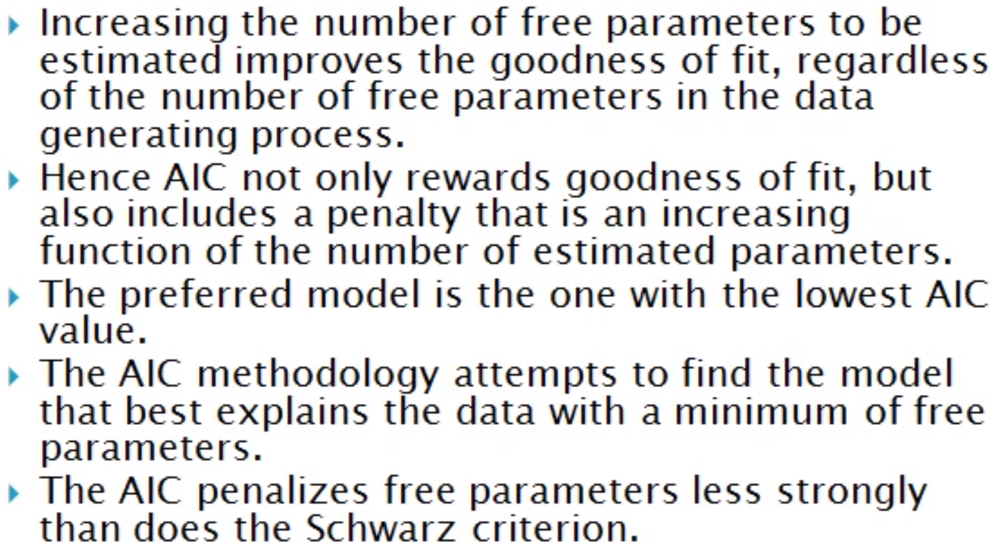 Increasing the number of free parameters to be
estimated improves the goodness of fit, regardless
of the number of free parameters in the data
generating process.
Hence AIC not only rewards goodness of fit, but
also includes a penalty that is an increasing
function of the number of estimated parameters.
The preferred model is the one with the lowest AIC
value.
The AIC methodology attempts to find the model
that best explains the data with a minimum of free
parameters.
The AIC penalizes free parameters less strongly
than does the Schwarz criterion.